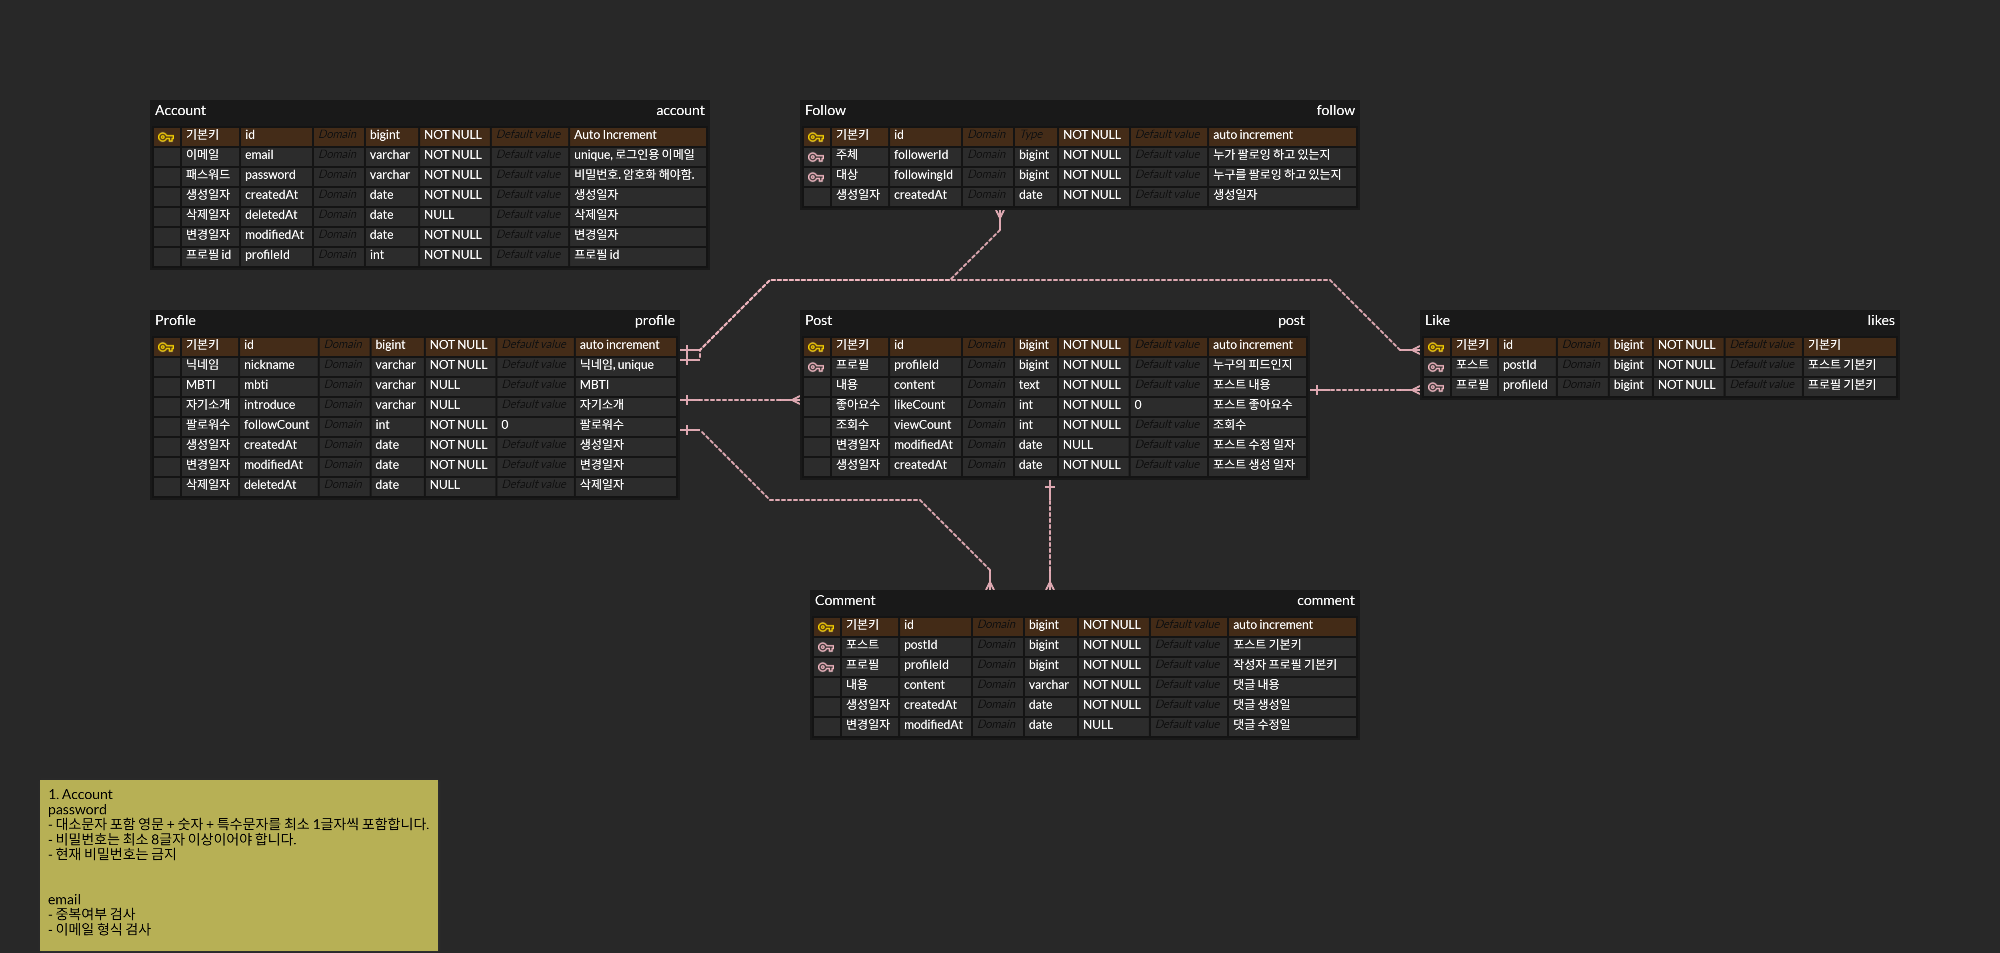 Account account
기본키 id Domain bigint NOT NULL Default value Auto Increment
이메일 email Domain varchar NOT NULL Default value unique, 로그인용 이메일
패스워드 password Domain varchar NOT NULL Default value 비밀번호. 암호화 해야함.
생성일자 createdAt Domain date NOT NULL Default value 생성일자
삭제일자 deletedAt Domain date NULL Default value 삭제일자
변경일자 modifiedAt Domain date NOT NULL Default value 변경일자
프로필 id profileId Domain int NOT NULL Default value 프로필 id
Follow follow
기본키 id Domain Type NOT NULL Default value auto increment
주체 followerId Domain bigint NOT NULL Default value 누가 팔로잉 하고 있는지
대상 followingId Domain bigint NOT NULL Default value 누구를 팔로잉 하고 있는지
생성일자 createdAt Domain date NOT NULL Default value 생성일자
Profile profile
기본키 id Domain bigint NOT NULL Default value auto increment
닉네임 nickname Domain varchar NOT NULL Default value 닉네임, unique
MBTI mbti Domain varchar NULL Default value MBTI
자기소개 introduce Domain varchar NULL Default value 자기소개
팔로워수 followCount Domain int NOT NULL 0 팔로워수
생성일자 createdAt Domain date NOT NULL Default value 생성일자
변경일자 modifiedAt Domain date NOT NULL Default value 변경일자
삭제일자 deletedAt Domain date NULL Default value 삭제일자
Post post
기본키 id Domain bigint NOT NULL Default value auto increment
프로필 profileId Domain bigint NOT NULL Default value 누구의 피드인지
내용 content Domain text NOT NULL Default value 포스트 내용
좋아요수 likeCount Domain int NOT NULL 0 포스트 좋아요수
조회수 viewCount Domain int NOT NULL Default value 조회수
변경일자 modifiedAt Domain date NULL Default value 포스트 수정 일자
생성일자 createdAt Domain date NOT NULL Default value 포스트 생성 일자
Like likes
기본키 id Domain bigint NOT NULL Default value 기본키
포스트 postId Domain bigint NOT NULL Default value 포스트 기본키
프로필 profileId Domain bigint NOT NULL Default value 프로필 기본키
Comment comment
기본키 id Domain bigint NOT NULL Default value auto increment
포스트 postId Domain bigint NOT NULL Default value 포스트 기본키
프로필 profileId Domain bigint NOT NULL Default value 작성자 프로필 기본키
내용 content Domain varchar NOT NULL Default value 댓글 내용
생성일자 createdAt Domain date NOT NULL Default value 댓글 생성일
변경일자 modifiedAt Domain date NULL Default value 댓글 수정일
1. Account
password
- 대소문자 포함 영문 + 숫자 + 특수문자를 최소 1글자씩 포함합니다.
- 비밀번호는 최소 8글자 이상이어야 합니다.
- 현재 비밀번호는 금지
email
- 중복여부 검사
- 이메일 형식 검사